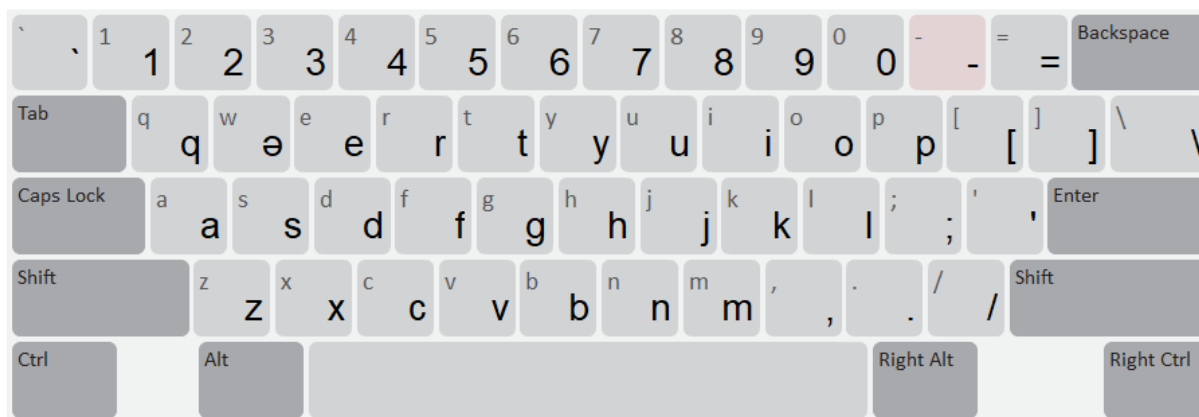 ` ` 1 1 2 2 3 3 4 4 5 5 6 6 7 7 8 8 9 9 0 0 - - = = Backspace
Tab q q w ə e e r r t t y y u u i i o o p p [ [ ] ] \ \
Caps Lock a a s s d d f f g g h h j j k k l l ; ; ' ' Enter
Shift z z x x c c v v b b n n m m , , . . / / Shift
Ctrl Alt Right Alt Right Ctrl